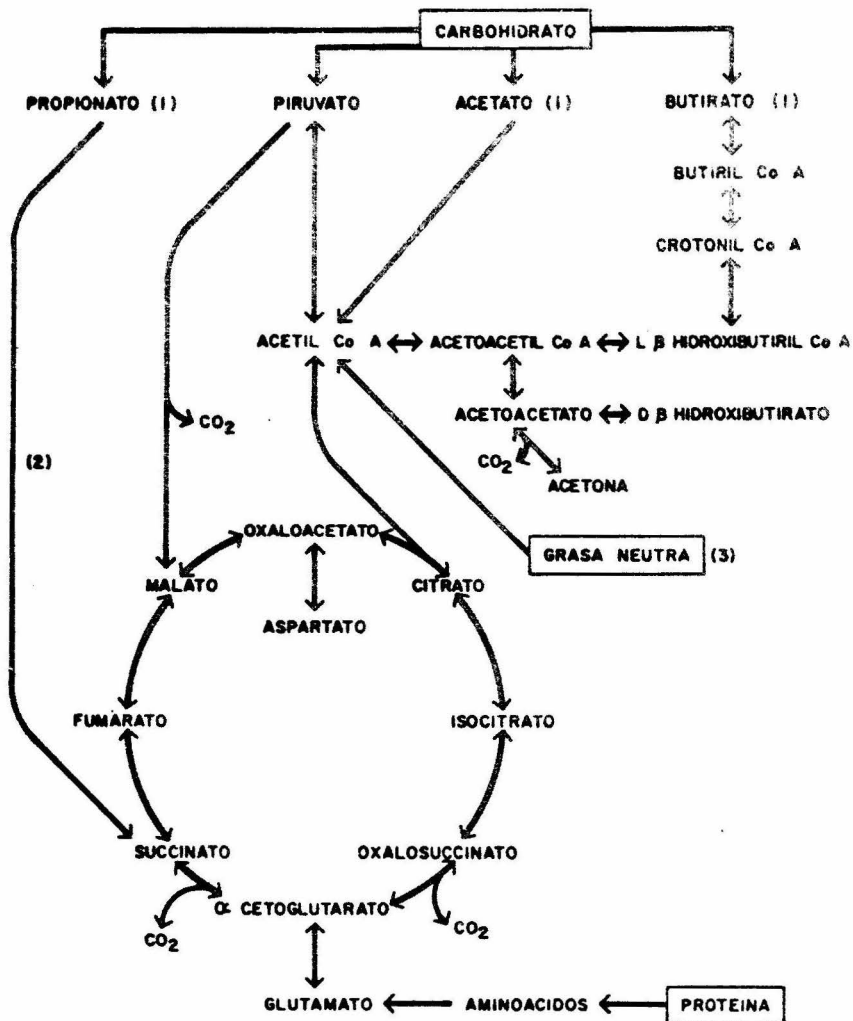 CARBOHIDRATO
PROPIONATO (1) PIRUVATO ACETATO (1) BUTIRATO (1)
BUTIRIL Co A
CROTONIL Co A
ACETIL Co A ACETOACETIL Co A L β HIDROXIBUTIRIL Co A
CO2 ACETOACETATO D β HIDROXIBUTIRATO
(2) CO2
ACETONA
OXALOACETATO GRASA NEUTRA (3)
MALATO CITRATO
ASPARTATO
FUMARATO ISOCITRATO
SUCCINATO OXALOSUCCINATO
α CETOGLUTARATO
CO2 CO2
GLUTAMATO AMINOACIDOS PROTEINA